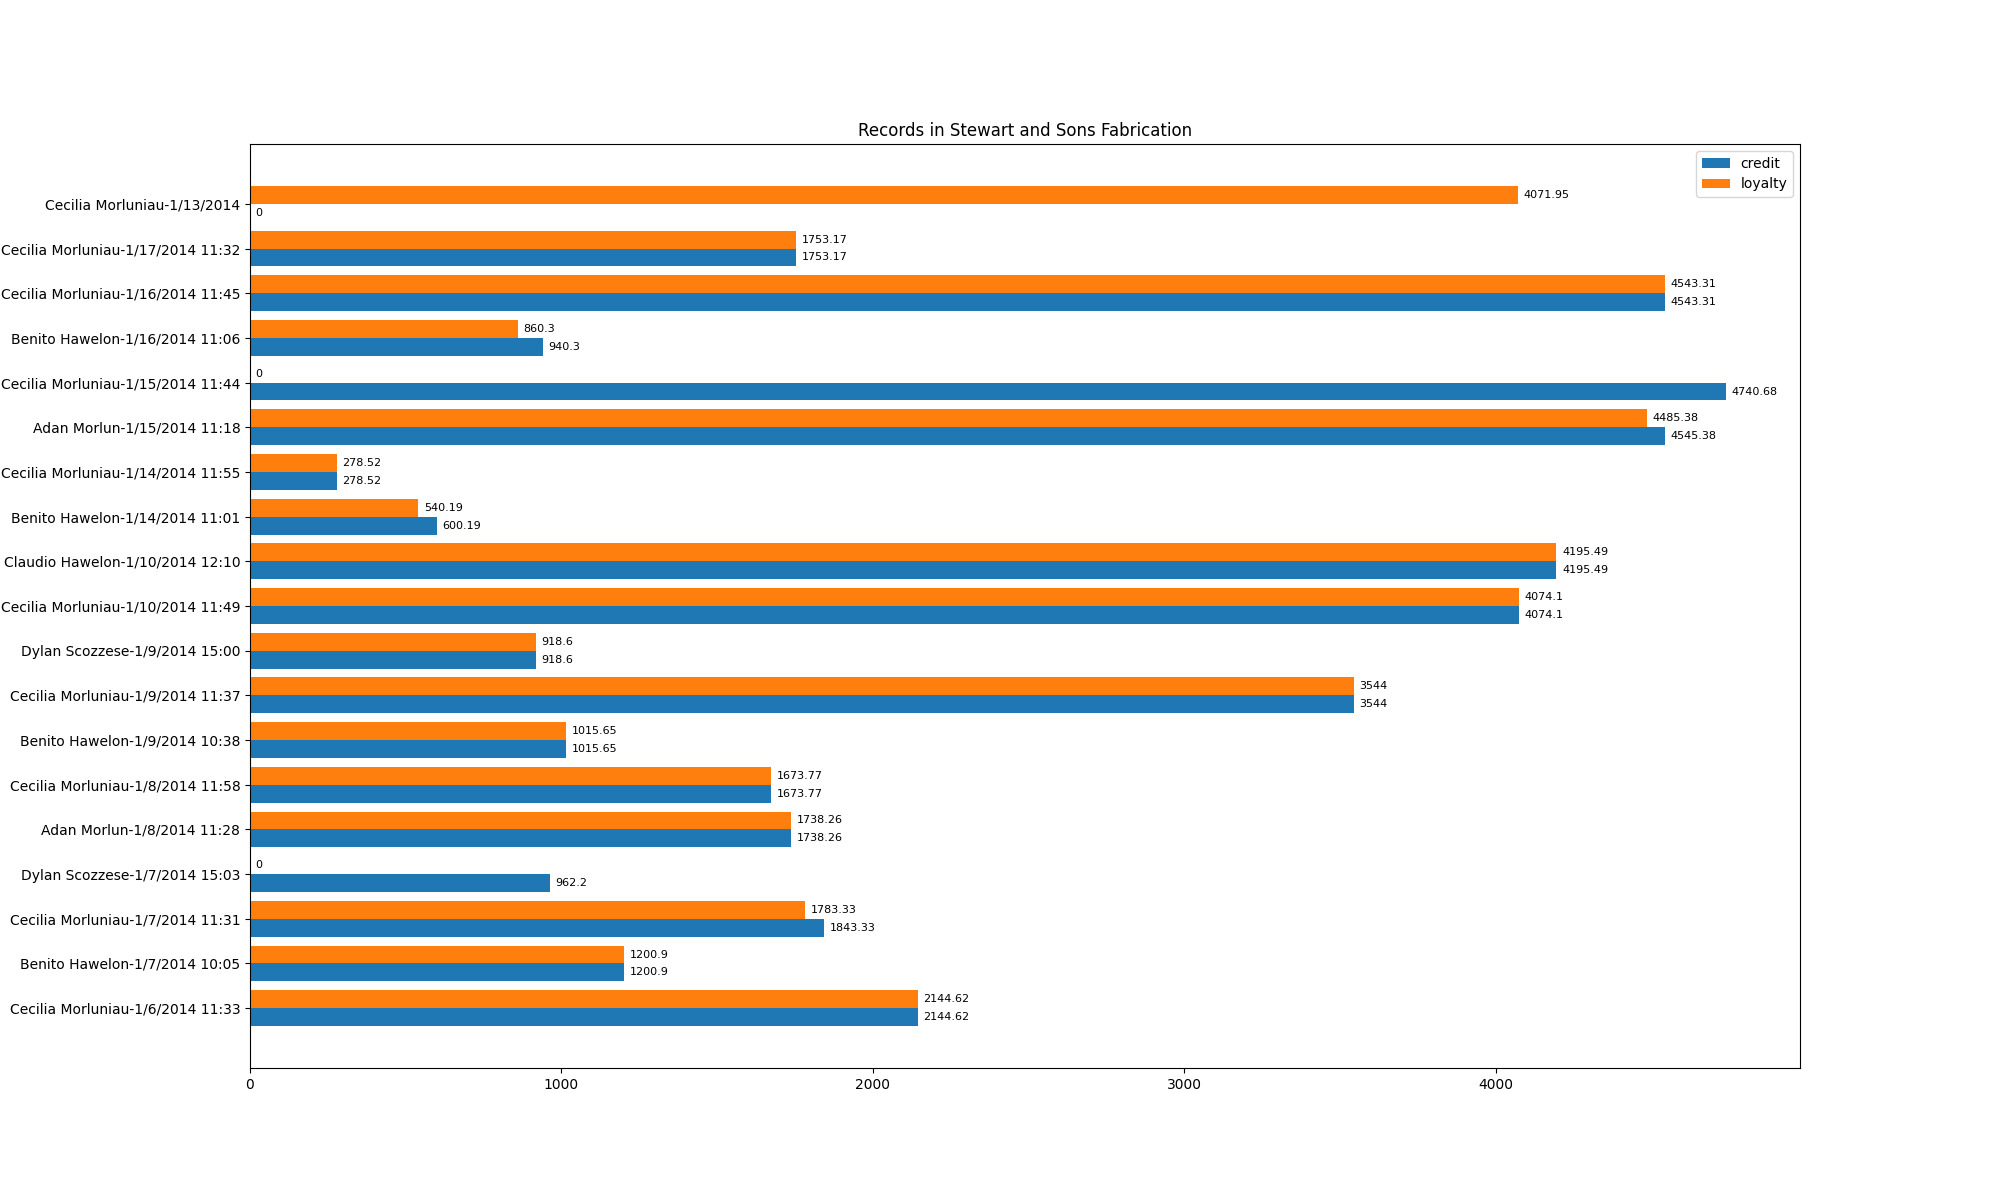 Records in Stewart and Sons Fabrication
credit
loyalty
Cecilia Morluniau-1/13/2014
4071.95
0
Cecilia Morluniau-1/17/2014 11:32
1753.17
1753.17
Cecilia Morluniau-1/16/2014 11:45
4543.31
4543.31
Benito Hawelon-1/16/2014 11:06
860.3
940.3
Cecilia Morluniau-1/15/2014 11:44
0
4740.68
Adan Morlun-1/15/2014 11:18
4485.38
4545.38
Cecilia Morluniau-1/14/2014 11:55
278.52
278.52
Benito Hawelon-1/14/2014 11:01
540.19
600.19
Claudio Hawelon-1/10/2014 12:10
4195.49
4195.49
Cecilia Morluniau-1/10/2014 11:49
4074.1
4074.1
Dylan Scozzese-1/9/2014 15:00
918.6
918.6
Cecilia Morluniau-1/9/2014 11:37
3544
3544
Benito Hawelon-1/9/2014 10:38
1015.65
1015.65
Cecilia Morluniau-1/8/2014 11:58
1673.77
1673.77
Adan Morlun-1/8/2014 11:28
1738.26
1738.26
Dylan Scozzese-1/7/2014 15:03
0
962.2
Cecilia Morluniau-1/7/2014 11:31
1783.33
1843.33
Benito Hawelon-1/7/2014 10:05
1200.9
1200.9
Cecilia Morluniau-1/6/2014 11:33
2144.62
2144.62
0 1000 2000 3000 4000